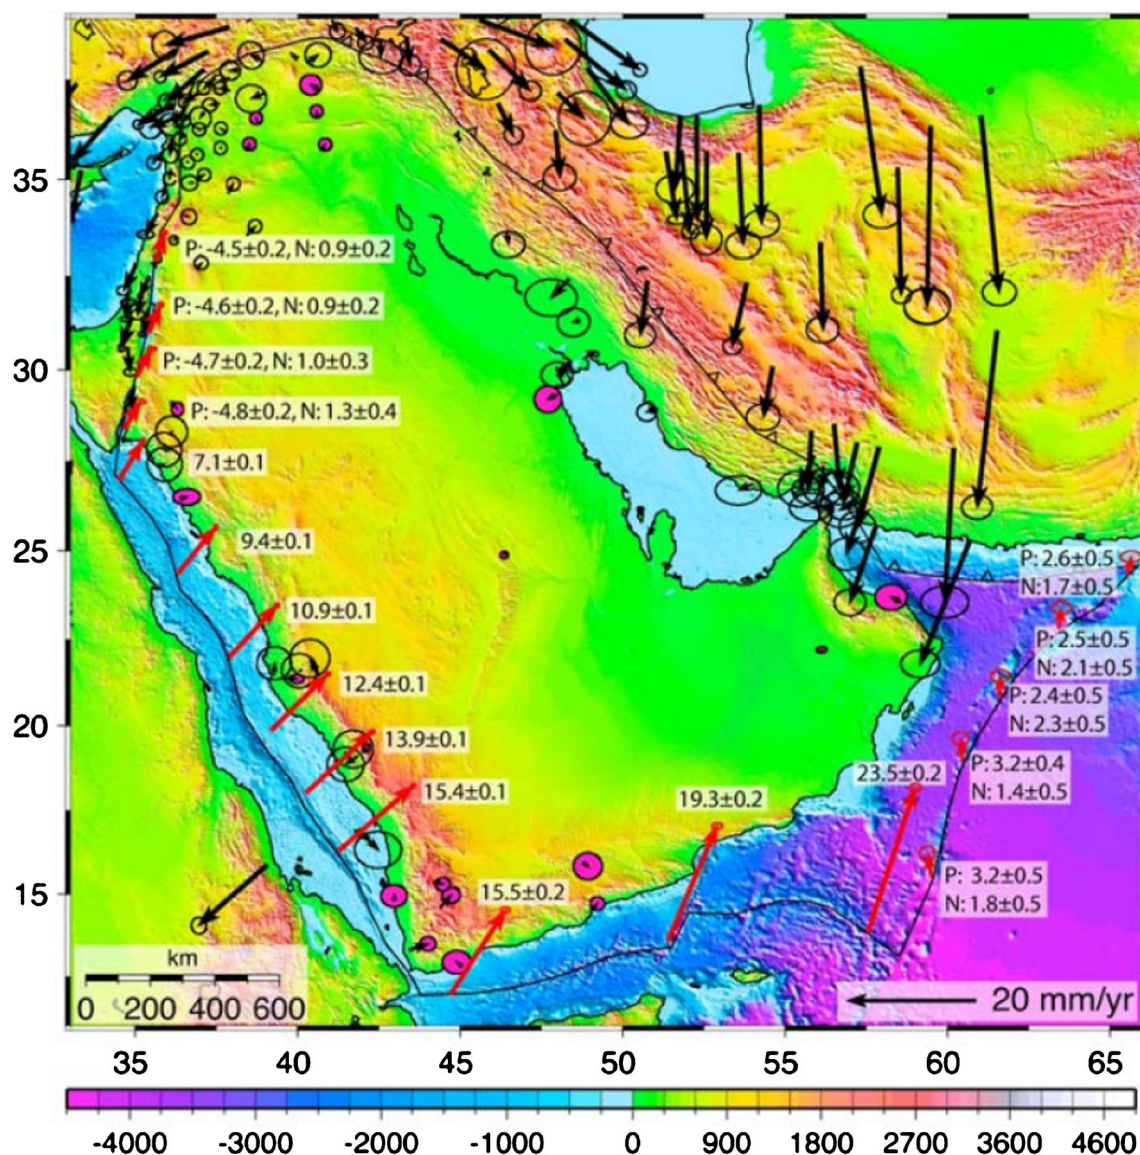 35
30
25
20
15
P: -4.5±0.2, N: 0.9±0.2
P: -4.6±0.2, N: 0.9±0.2
P: -4.7±0.2, N: 1.0±0.3
P: -4.8±0.2, N: 1.3±0.4
7.1±0.1
9.4±0.1
10.9±0.1
12.4±0.1
13.9±0.1
15.4±0.1
15.5±0.2
19.3±0.2
23.5±0.2
P: 2.6±0.5
N:1.7±0.5
P: 2.5±0.5
N: 2.1±0.5
P: 2.4±0.5
N: 2.3±0.5
P: 3.2±0.4
N: 1.4±0.5
P: 3.2±0.5
N: 1.8±0.5
km
0 200 400 600
20 mm/yr
35 40 45 50 55 60 65
-4000 -3000 -2000 -1000 0 900 1800 2700 3600 4600